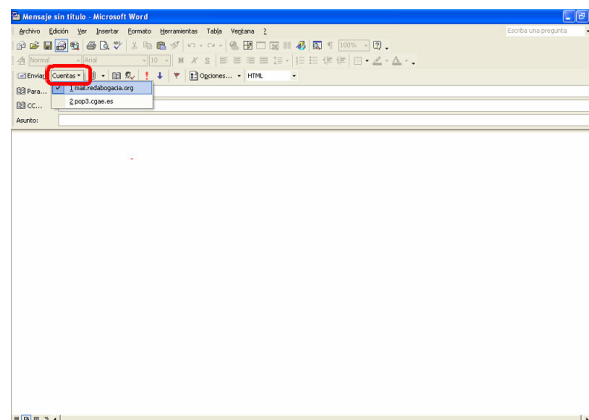 Mensaje sin título - Microsoft Word
Archivo Edición Ver Insertar Formato Herramientas Tabla Ventana ? Escriba una pregunta
Normal Arial 10 N K S 100%
Enviar Cuentas Opciones... HTML
Para... 1 mail.redabogacia.org
CC... 2 pop3.cgae.es
Asunto: